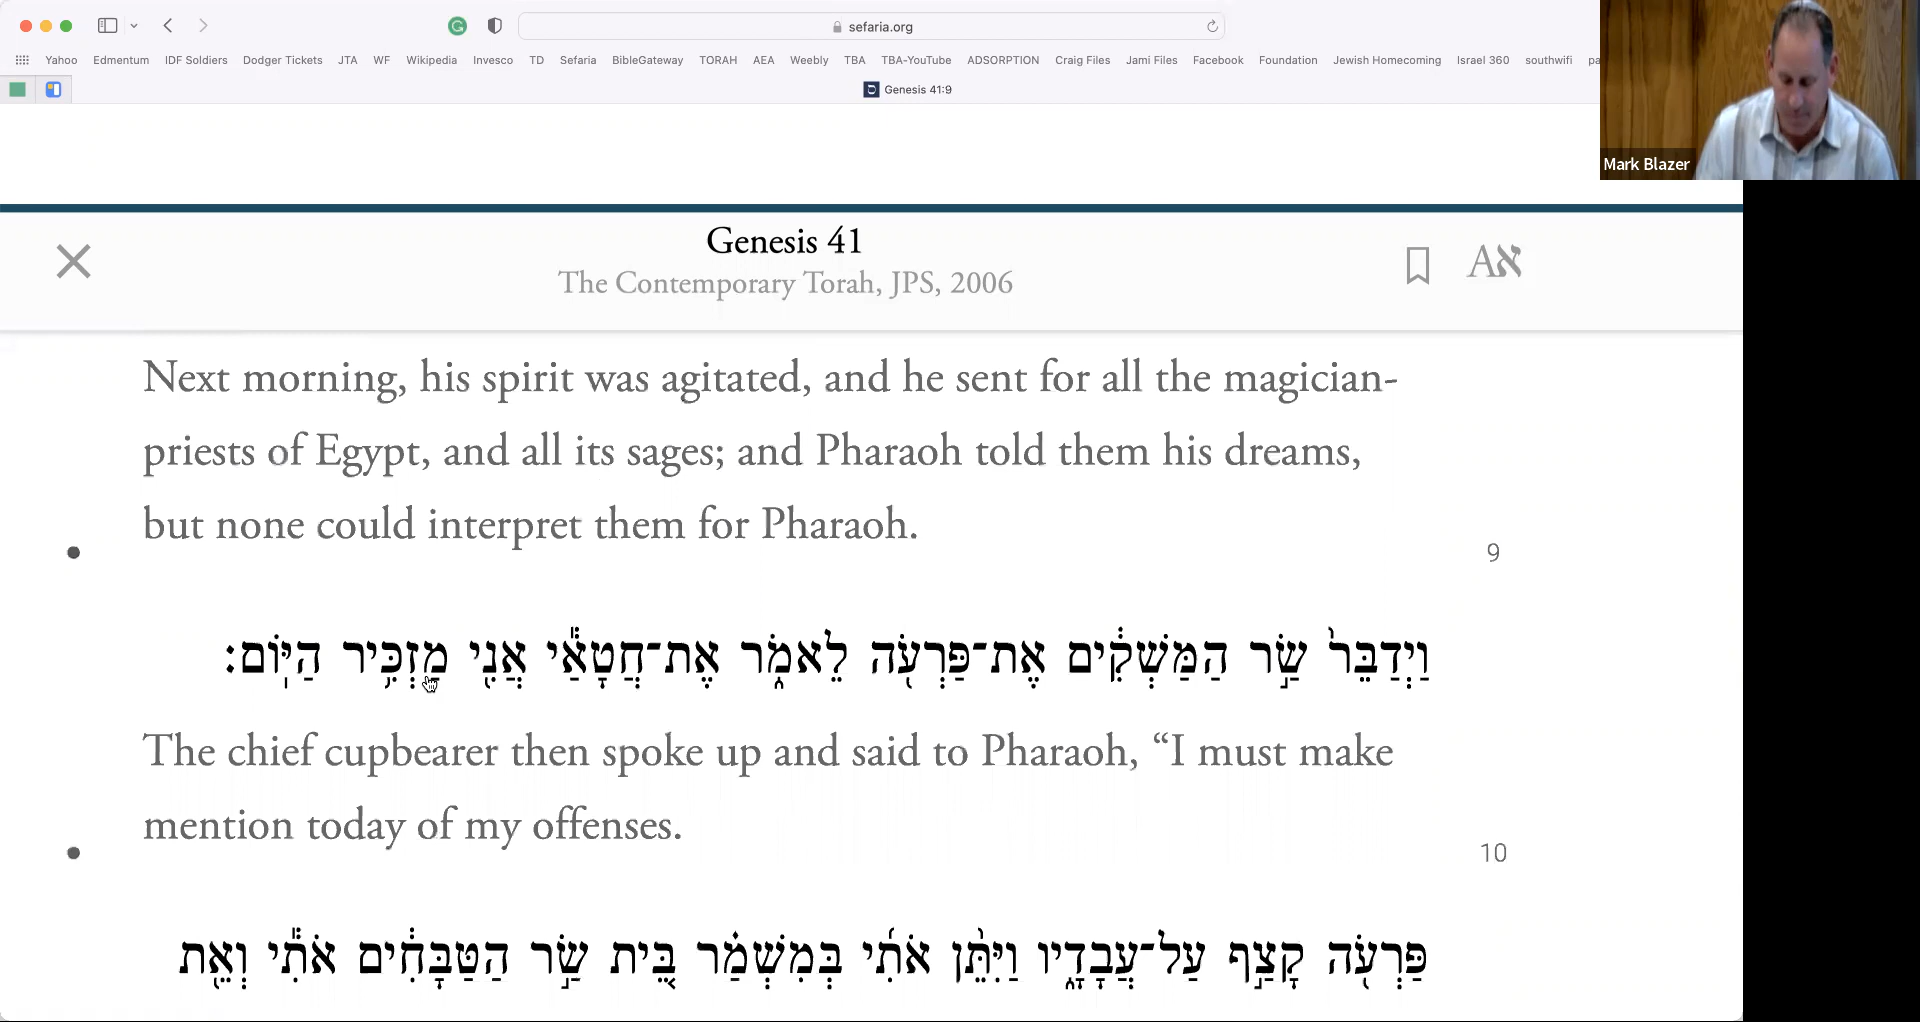 sefaria.org
Yahoo Edmentum IDF Soldiers Dodger Tickets JTA WF Wikipedia Invesco TD Sefaria BibleGateway TORAH AEA Weebly TBA TBA-YouTube ADSORPTION Craig Files Jami Files Facebook Foundation Jewish Homecoming Israel 360 southwifi pa
Genesis 41:9
Mark Blazer
Genesis 41
The Contemporary Torah, JPS, 2006
Next morning, his spirit was agitated, and he sent for all the magician-
priests of Egypt, and all its sages; and Pharaoh told them his dreams,
but none could interpret them for Pharaoh.
9
וַיְדַבֵּר֙ שַׂ֣ר הַמַּשְׁקִ֔ים אֶת־פַּרְעֹ֖ה לֵאמֹ֑ר אֶת־חֲטָאַ֕י אֲנִ֖י מַזְכִּ֥יר הַיּֽוֹם׃
The chief cupbearer then spoke up and said to Pharaoh, “I must make
mention today of my offenses.
10
פַּרְעֹ֖ה קָצַ֣ף עַל־עֲבָדָ֑יו וַיִּתֵּ֨ן אֹתִ֜י בְּמִשְׁמַ֗ר בֵּ֚ית שַׂ֣ר הַטַּבָּחִ֔ים אֹתִ֕י וְאֵ֖ת